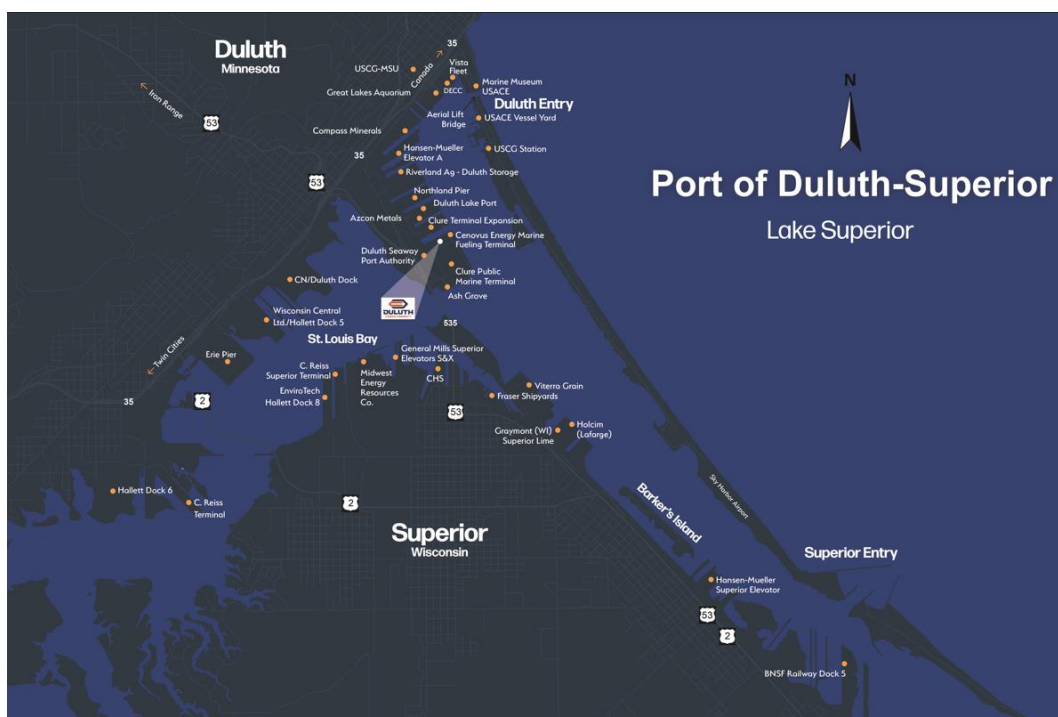 Duluth
Minnesota
35
USCG-MSU
Canada
Vista
Fleet
DECC
Great Lakes Aquarium
Marine Museum
USACE
Duluth Entry
Iron Range
53
Aerial Lift
Bridge
USACE Vessel Yard
Compass Minerals
N
35
Hansen-Mueller
Elevator A
USCG Station
Riverland Ag - Duluth Storage
53
Port of Duluth-Superior
Lake Superior
Northland Pier
Duluth Lake Port
Azcon Metals
Clure Terminal Expansion
Cenovus Energy Marine
Fueling Terminal
Duluth Seaway
Port Authority
Clure Public
Marine Terminal
CN/Duluth Dock
Ash Grove
DULUTH
Wisconsin Central
Ltd./Hallett Dock 5
535
St. Louis Bay
Twin Cities
Erie Pier
General Mills Superior
Elevators S&X
C. Reiss
Superior Terminal
Midwest
Energy
Resources
Co.
CHS
EnviroTech
Hallett Dock 8
Viterra Grain
Fraser Shipyards
35
2
53
Graymont (WI)
Superior Lime
Holcim
(Lafarge)
Hallett Dock 6
C. Reiss
Terminal
2
Superior
Wisconsin
Barker's Island
Sky Harbor Airport
Superior Entry
Hansen-Mueller
Superior Elevator
53
2
BNSF Railway Dock 5